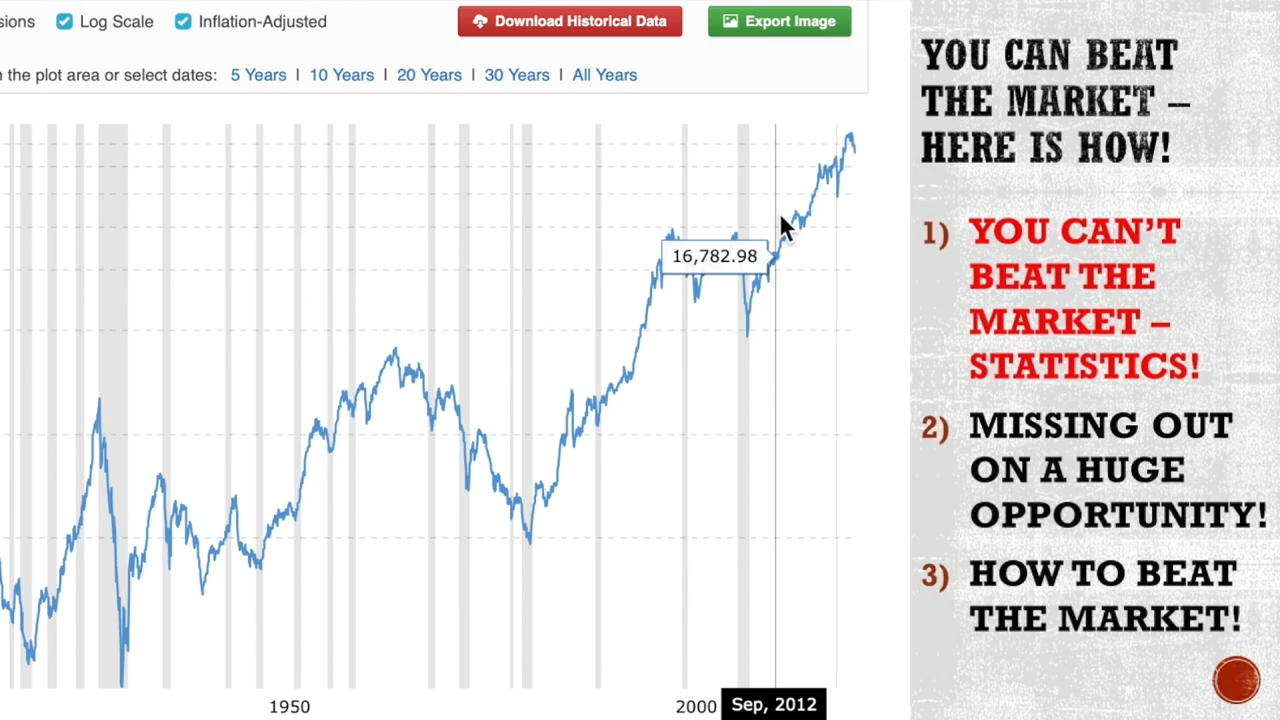 sions Log Scale Inflation-Adjusted Download Historical Data Export Image
n the plot area or select dates: 5 Years I 10 Years I 20 Years I 30 Years I All Years
16,782.98
1950 2000 Sep, 2012
YOU CAN BEAT
THE MARKET –
HERE IS HOW!
1) YOU CAN'T
BEAT THE
MARKET –
STATISTICS!
2) MISSING OUT
ON A HUGE
OPPORTUNITY!
3) HOW TO BEAT
THE MARKET!